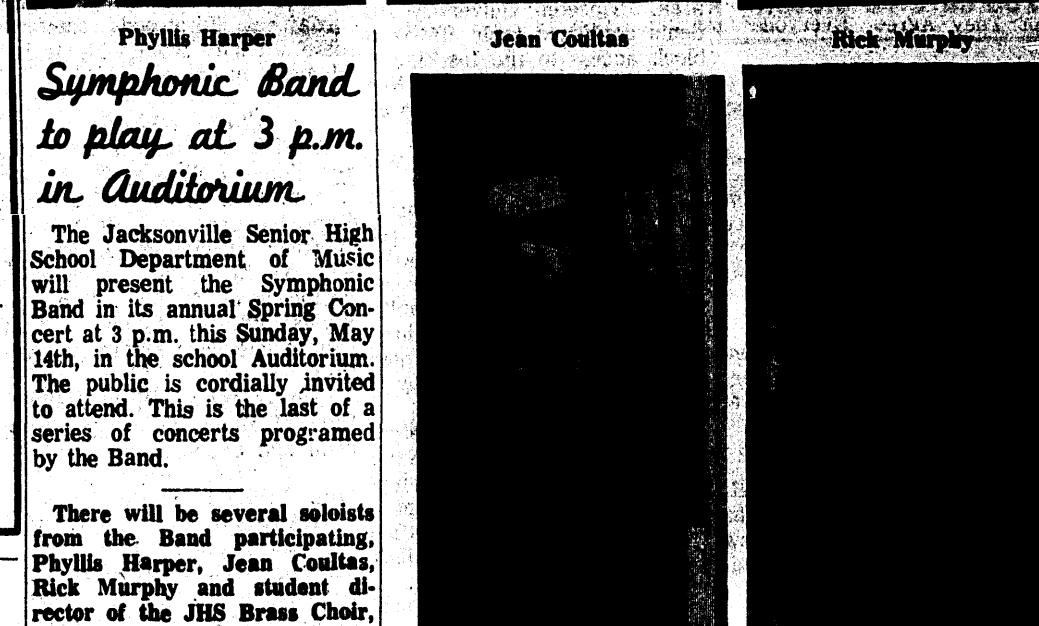 Phyllis Harper
Jean Coultas
Rick Murphy
Symphonic Band
to play at 3 p.m.
in Auditorium
The Jacksonville Senior High
School Department of Music
will present the Symphonic
Band in its annual Spring Con-
cert at 3 p.m. this Sunday, May
14th, in the school Auditorium.
The public is cordially invited
to attend. This is the last of a
series of concerts programed
by the Band.
There will be several soloists
from the Band participating,
Phyllis Harper, Jean Coultas,
Rick Murphy and student di-
rector of the JHS Brass Choir,